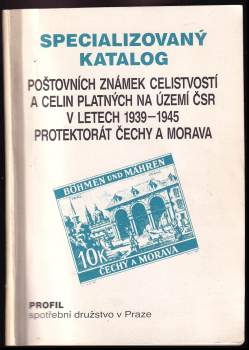 SPECIALIZOVANÝ
KATALOG
POŠTOVNÍCH ZNÁMEK CELISTVOSTÍ
A CELIN PLATNÝCH NA ÚZEMÍ ČSR
V LETECH 1939–1945
PROTEKTORÁT ČECHY A MORAVA
BÖHMEN UND MÄHREN
10K
ČECHY A MORAVA
PROFIL
spotřební družstvo v Praze